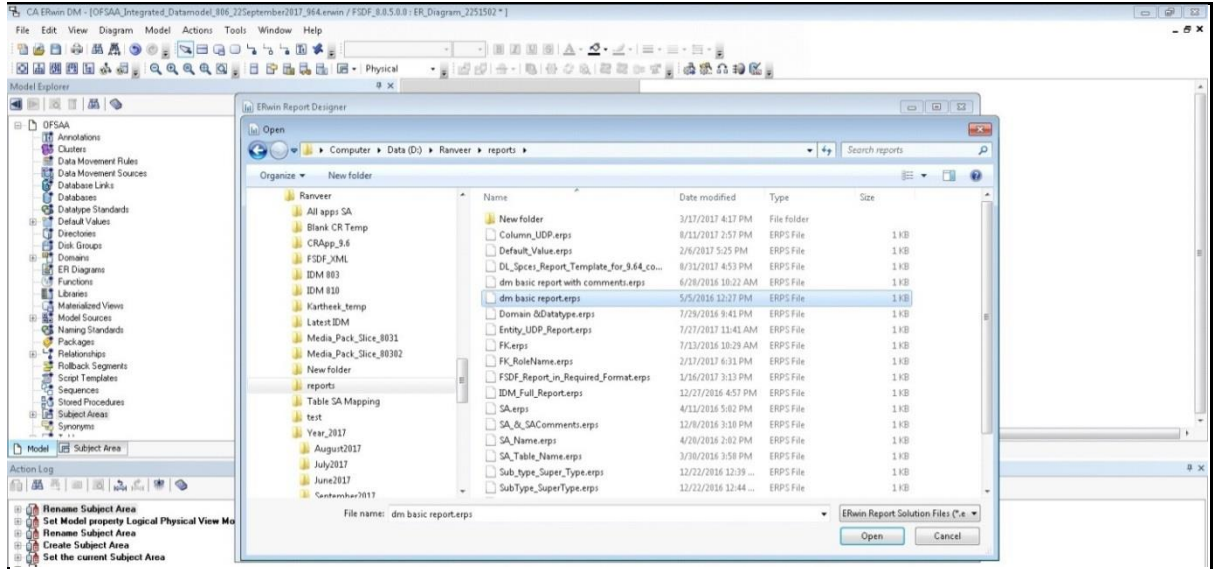 CA ERwin DM - [OFSAA_Integrated_Datamodel_806_22September2017_964.erwin / FSDF_8.0.5.0.0 : ER_Diagram_2251502 * ]
File Edit View Diagram Model Actions Tools Window Help
Physical
Model Explorer
OFSAA
Annotations
Clusters
Data Movement Rules
Data Movement Sources
Database Links
Databases
Datatype Standards
Default Values
Directories
Disk Groups
Domains
ER Diagrams
Functions
Libraries
Materialized Views
Model Sources
Naming Standards
Packages
Relationships
Rollback Segments
Script Templates
Sequences
Stored Procedures
Subject Areas
Synonyms
Model Subject Area
ERwin Report Designer
Open
Computer Data (D:) Ranveer reports
Search reports
Organize New folder
Ranveer
All apps SA
Blank CR Temp
CRApp_9.6
FSDF_XML
IDM 803
IDM 810
Kartheek_temp
Latest IDM
Media_Pack_Slice_8031
Media_Pack_Slice_80302
New folder
reports
Table SA Mapping
test
Year_2017
August2017
July2017
June2017
September2017
Name Date modified Type Size
New folder 3/17/2017 4:17 PM File folder
Column_UDP.erps 8/11/2017 2:57 PM ERPS File 1 KB
Default_Value.erps 2/6/2017 5:25 PM ERPS File 1 KB
DL_Spces_Report_Template_for_9.64_co... 8/31/2017 4:53 PM ERPS File 1 KB
dm basic report with comments.erps 6/28/2016 10:22 AM ERPS File 1 KB
dm basic report.erps 5/5/2016 12:27 PM ERPS File 1 KB
Domain &Datatype.erps 7/29/2016 9:41 PM ERPS File 1 KB
Entity_UDP_Report.erps 7/27/2017 11:41 AM ERPS File 1 KB
FK.erps 7/13/2016 10:29 AM ERPS File 1 KB
FK_RoleName.erps 2/17/2017 6:31 PM ERPS File 1 KB
FSDF_Report_in_Required_Format.erps 1/16/2017 3:13 PM ERPS File 1 KB
IDM_Full_Report.erps 12/27/2016 4:57 PM ERPS File 1 KB
SA.erps 4/11/2016 5:02 PM ERPS File 1 KB
SA_&_SAComments.erps 12/8/2016 3:10 PM ERPS File 1 KB
SA_Name.erps 4/20/2016 2:02 PM ERPS File 1 KB
SA_Table_Name.erps 3/30/2016 3:58 PM ERPS File 1 KB
Sub_type_Super_Type.erps 12/22/2016 12:39 ... ERPS File 1 KB
SubType_SuperType.erps 12/22/2016 12:44 ... ERPS File 1 KB
File name: dm basic report.erps
ERwin Report Solution Files (*.e
Open Cancel
Action Log
Rename Subject Area
Set Model property Logical Physical View Mo
Rename Subject Area
Create Subject Area
Set the current Subject Area